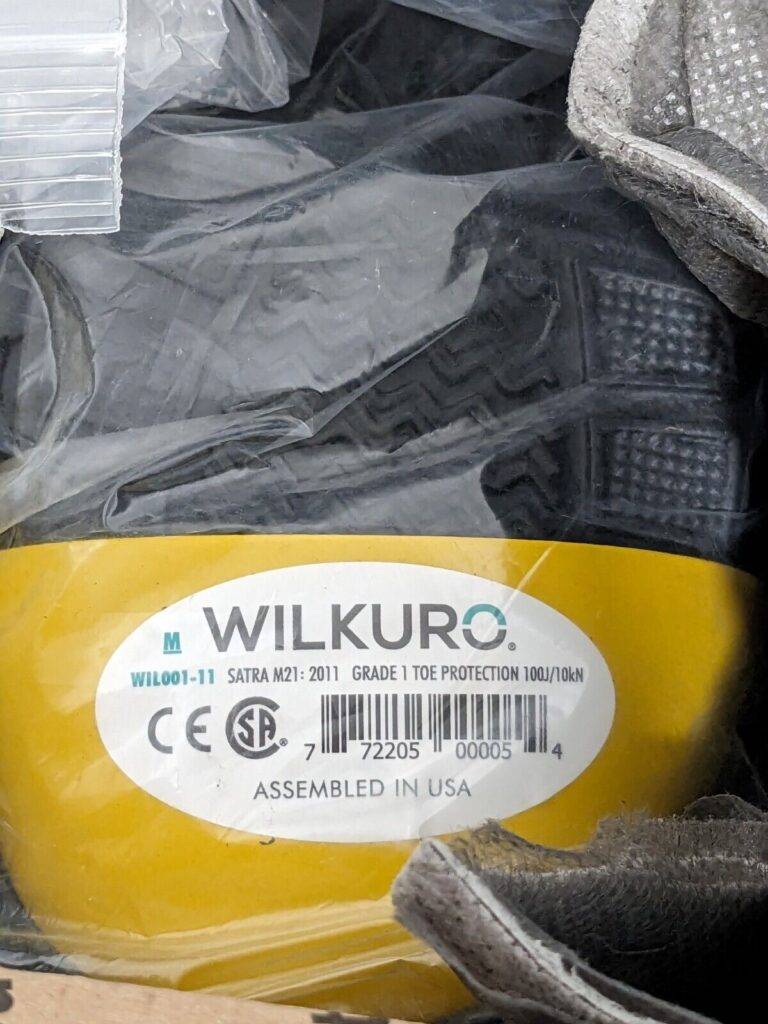 M WILKURO®
WIL001-11 SATRA M21: 2011 GRADE 1 TOE PROTECTION 100J/10kN
CE CSA®
7 72205 00005 4
ASSEMBLED IN USA